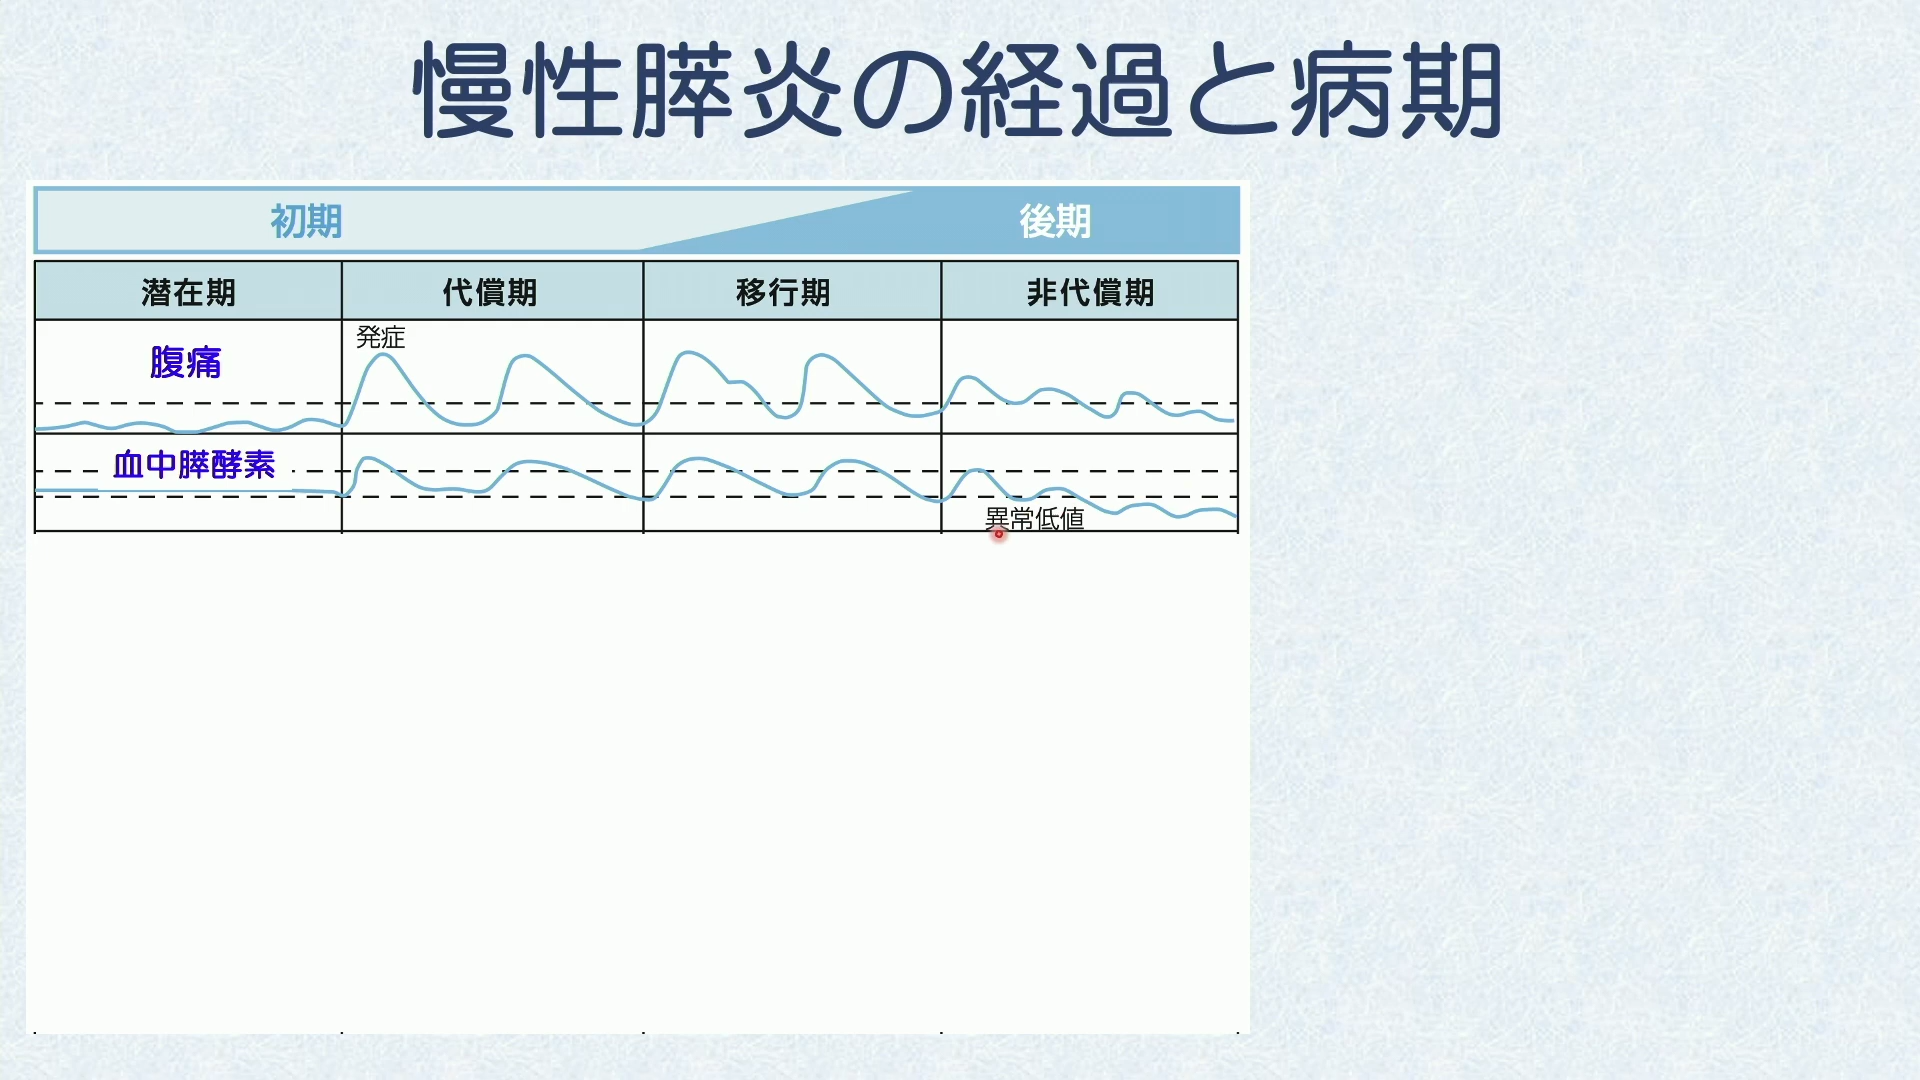 慢性膵炎の経過と病期
初期 後期
潜在期 代償期 移行期 非代償期
発症
腹痛
血中膵酵素
異常低値